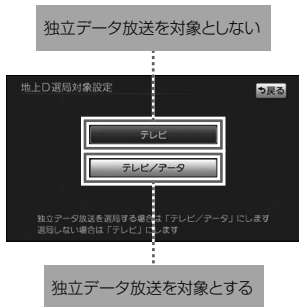 独立データ放送を対象としない
地上D選局対象設定
戻る
テレビ
テレビ/データ
独立データ放送を選局する場合は「テレビ/データ」にします
選局しない場合は「テレビ」にします
独立データ放送を対象とする